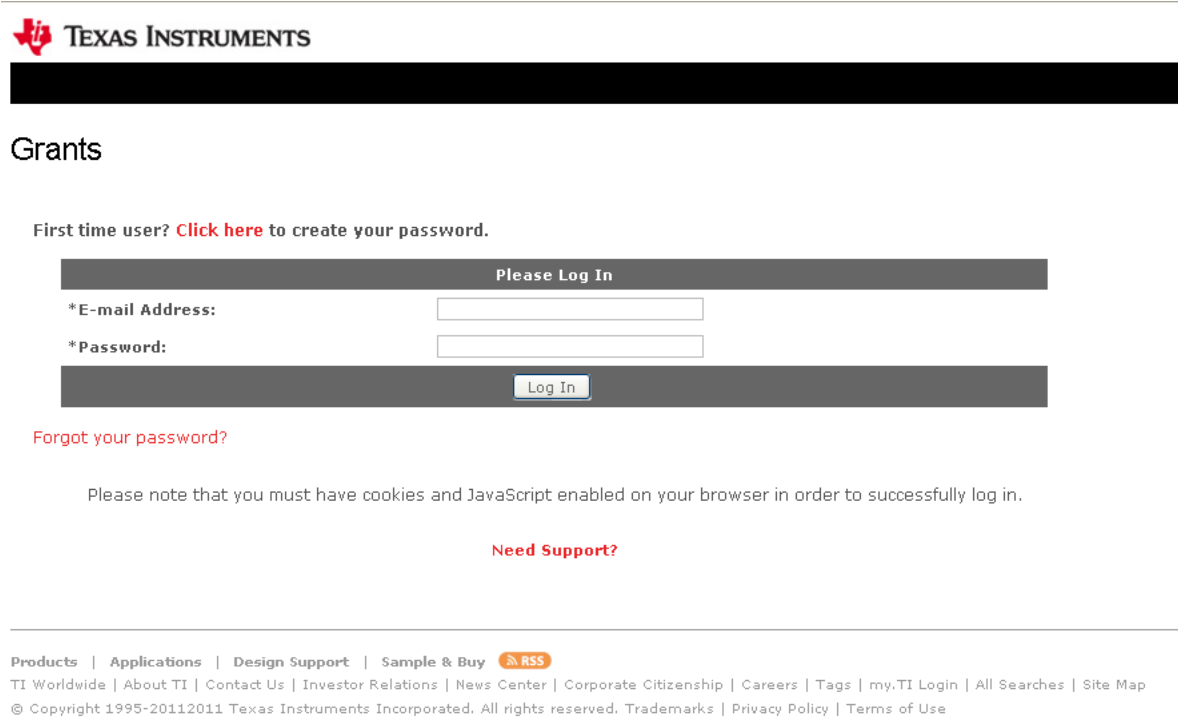 TEXAS INSTRUMENTS
Grants
First time user? Click here to create your password.
Please Log In
*E-mail Address:
*Password:
Log In
Forgot your password?
Please note that you must have cookies and JavaScript enabled on your browser in order to successfully log in.
Need Support?
Products | Applications | Design Support | Sample & Buy RSS
TI Worldwide | About TI | Contact Us | Investor Relations | News Center | Corporate Citizenship | Careers | Tags | my.TI Login | All Searches | Site Map
© Copyright 1995-20112011 Texas Instruments Incorporated. All rights reserved. Trademarks | Privacy Policy | Terms of Use